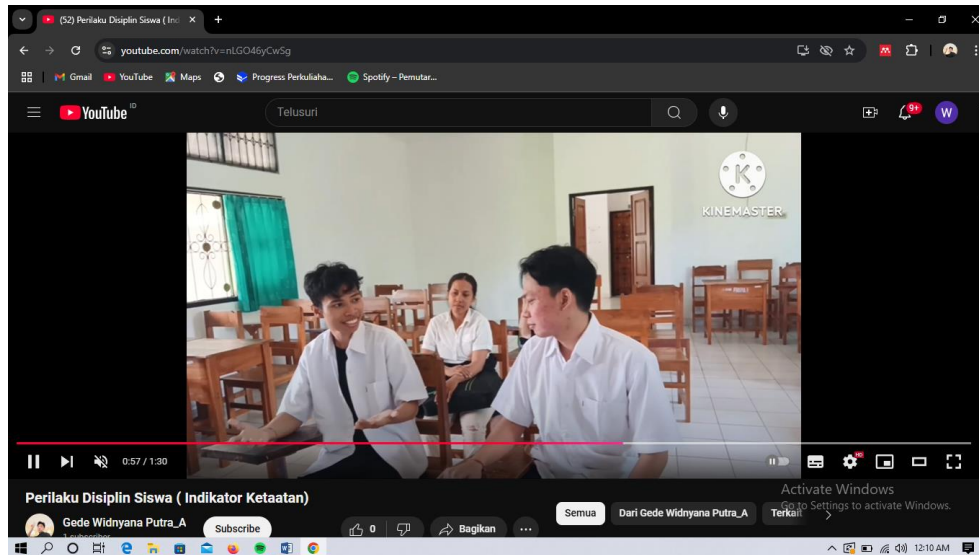 (52) Perilaku Disiplin Siswa ( Ind
youtube.com/watch?v=nLGO46yCwSg
Gmail YouTube Maps Progress Perkuliaha... Spotify – Pemutar...
YouTube ID
Telusuri
9+
W
K
KINEMASTER
0:57 / 1:30
Perilaku Disiplin Siswa ( Indikator Ketaatan)
Gede Widnyana Putra_A
1 subscriber
Subscribe
0
Bagikan
Semua
Dari Gede Widnyana Putra_A
Terkait
Activate Windows
Go to Settings to activate Windows.
12:10 AM